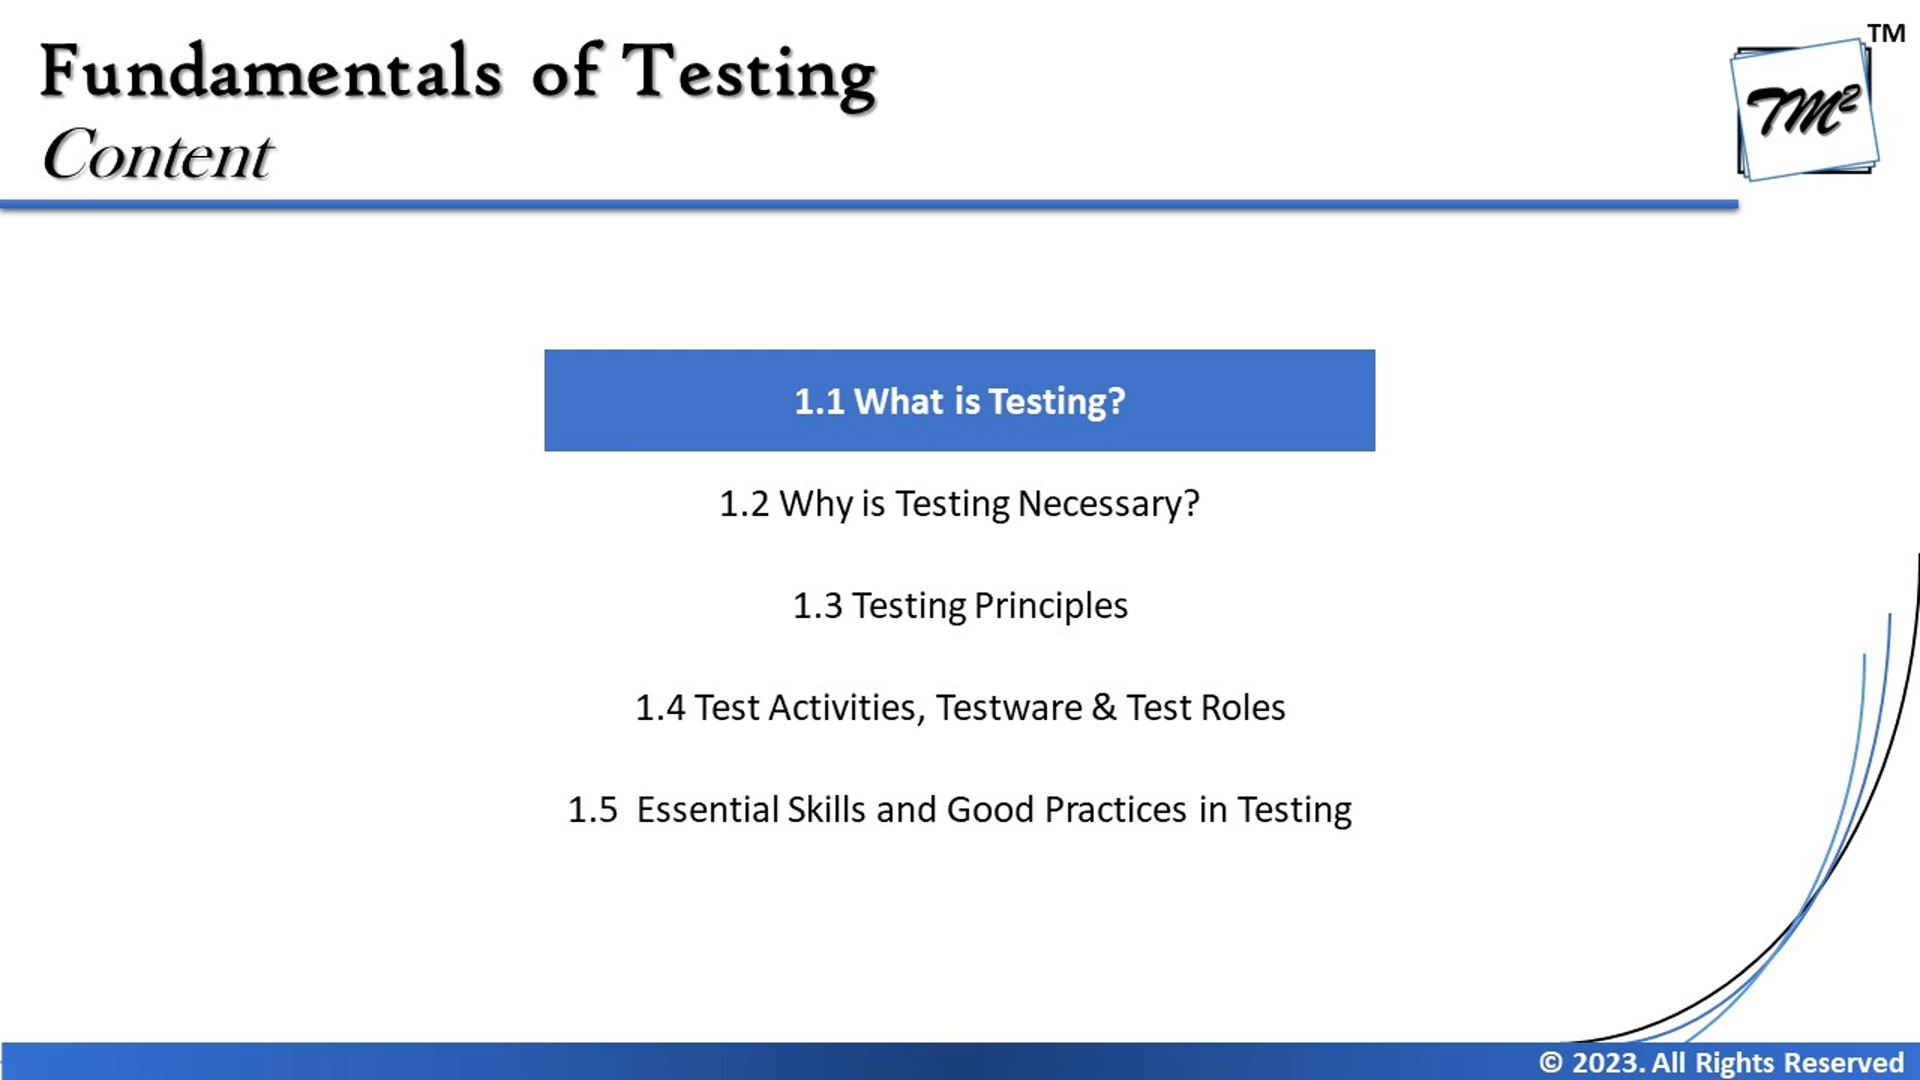 Fundamentals of Testing
Content
TM
TM²
1.1 What is Testing?
1.2 Why is Testing Necessary?
1.3 Testing Principles
1.4 Test Activities, Testware & Test Roles
1.5  Essential Skills and Good Practices in Testing
© 2023. All Rights Reserved